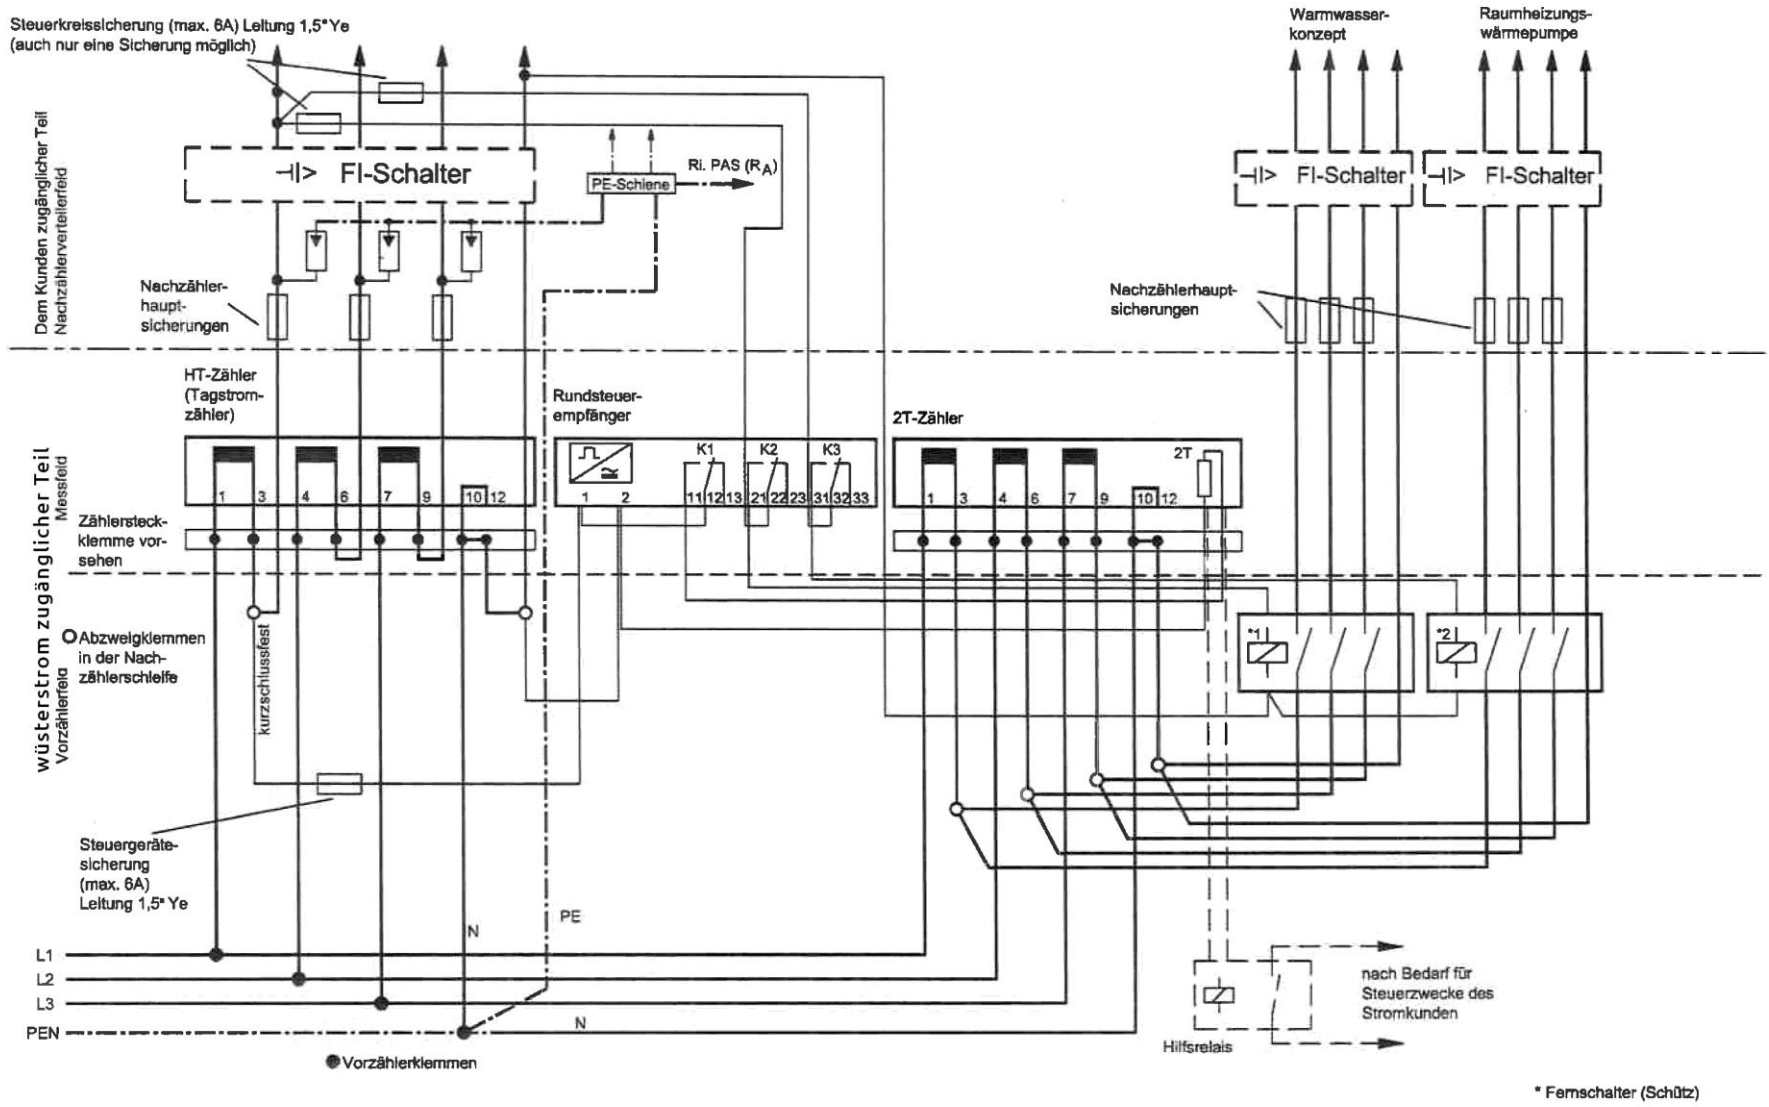 Steuerkreissicherung (max. 6A) Leitung 1,5" Ye
(auch nur eine Sicherung möglich)
Warmwasser-
konzept
Raumheizungs-
wärmepumpe
Dem Kunden zugänglicher Teil
Nachzählerverteilerfeld
FI-Schalter
PE-Schiene
Ri. PAS (RA)
FI-Schalter
FI-Schalter
Nachzähler-
haupt-
sicherungen
Nachzählerhaupt-
sicherungen
HT-Zähler
(Tagstrom-
zähler)
Rundsteuer-
empfänger
2T-Zähler
K1
K2
K3
2T
1 3 4 6 7 9 10 12
1 2 11 12 13 21 22 23 31 32 33
1 3 4 6 7 9 10 12
wüsterstrom zugänglicher Teil
Messfeld
Zählersteck-
klemme vor-
sehen
Abzweigklemmen
in der Nach-
zählerschleife
Vorzählerfeld
kurzschlussfest
*1
*2
Steuergeräte-
sicherung
(max. 6A)
Leitung 1,5" Ye
N
PE
L1
L2
L3
PEN
N
Vorzählerklemmen
nach Bedarf für
Steuerzwecke des
Stromkunden
Hilfsrelais
* Fernschalter (Schütz)